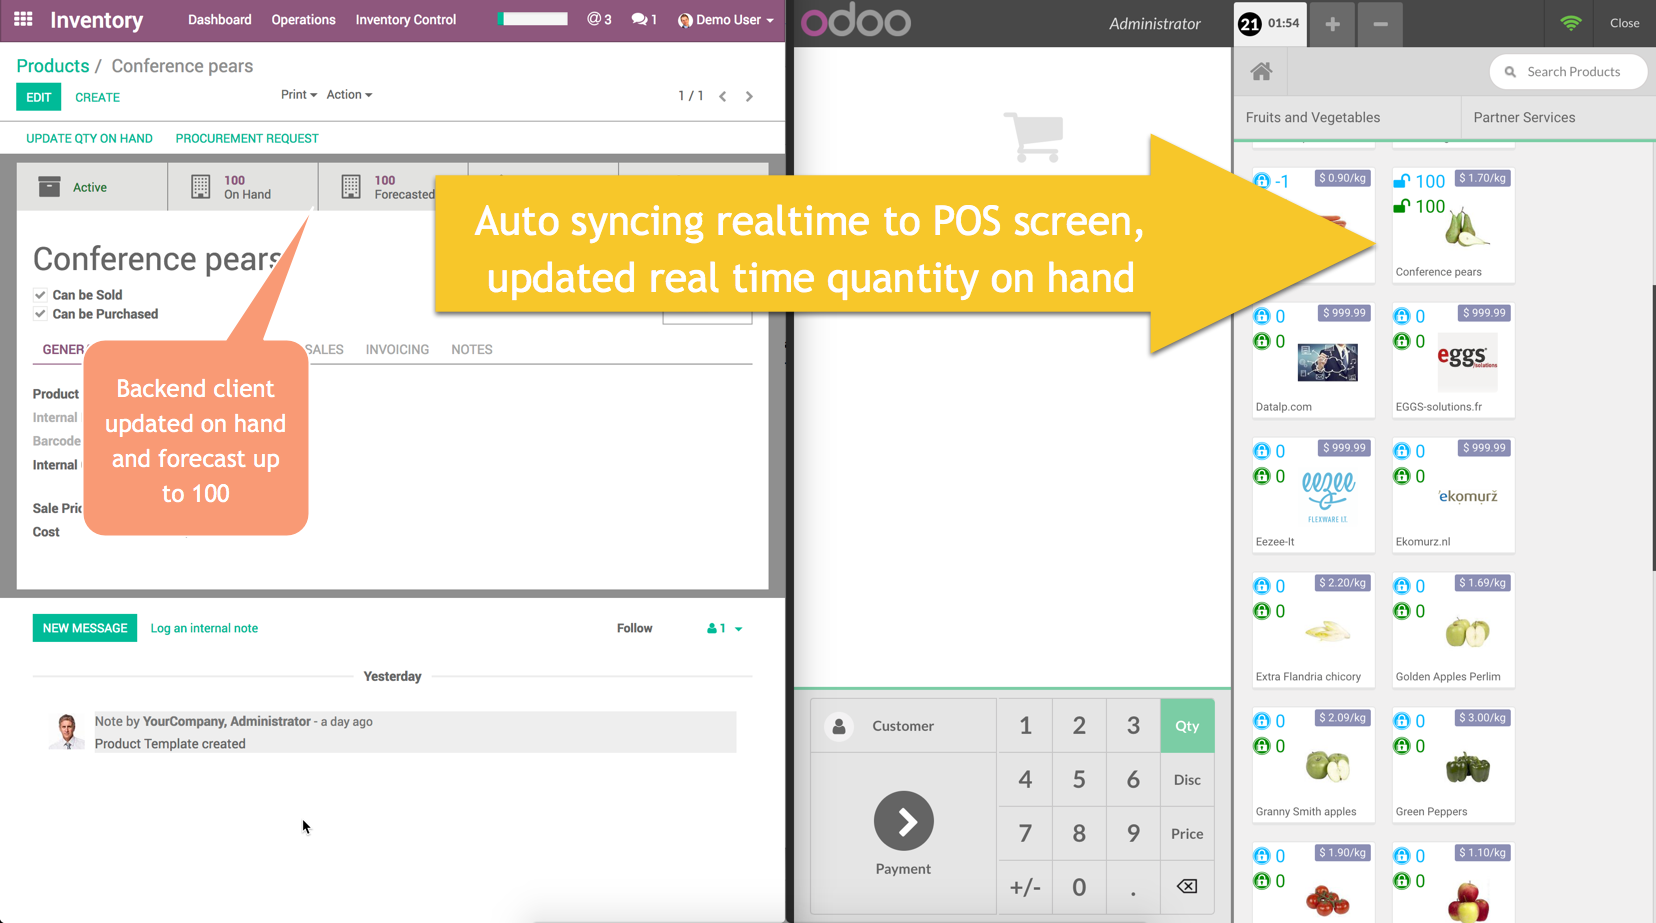 Inventory
Dashboard
Operations
Inventory Control
@ 3
1
Demo User
Products / Conference pears
EDIT
CREATE
Print
Action
1 / 1
UPDATE QTY ON HAND
PROCUREMENT REQUEST
Active
100
On Hand
100
Forecasted
Conference pears
Can be Sold
Can be Purchased
GENER
SALES
INVOICING
NOTES
Product
Internal
Barcode
Internal
Sale Pric
Cost
Backend client
updated on hand
and forecast up
to 100
Auto syncing realtime to POS screen,
updated real time quantity on hand
NEW MESSAGE
Log an internal note
Follow
1
Yesterday
Note by YourCompany, Administrator - a day ago
Product Template created
odoo
Administrator
21 01:54
+
−
Close
Search Products
Fruits and Vegetables
Partner Services
-1
$ 0.90/kg
100
$ 1.70/kg
100
Conference pears
0
$ 999.99
0
Datalp.com
0
$ 999.99
0
eggs
solutions
EGGS-solutions.fr
0
$ 999.99
0
eezee
FLEXWARE I.T.
Eezee-It
0
$ 999.99
0
ekomurž
Ekomurz.nl
0
$ 2.20/kg
0
Extra Flandria chicory
0
$ 1.69/kg
0
Golden Apples Perlim
0
$ 2.09/kg
0
Granny Smith apples
0
$ 3.00/kg
0
Green Peppers
0
$ 1.90/kg
0
0
$ 1.10/kg
0
Customer
Payment
1 2 3 Qty
4 5 6 Disc
7 8 9 Price
+/- 0 .